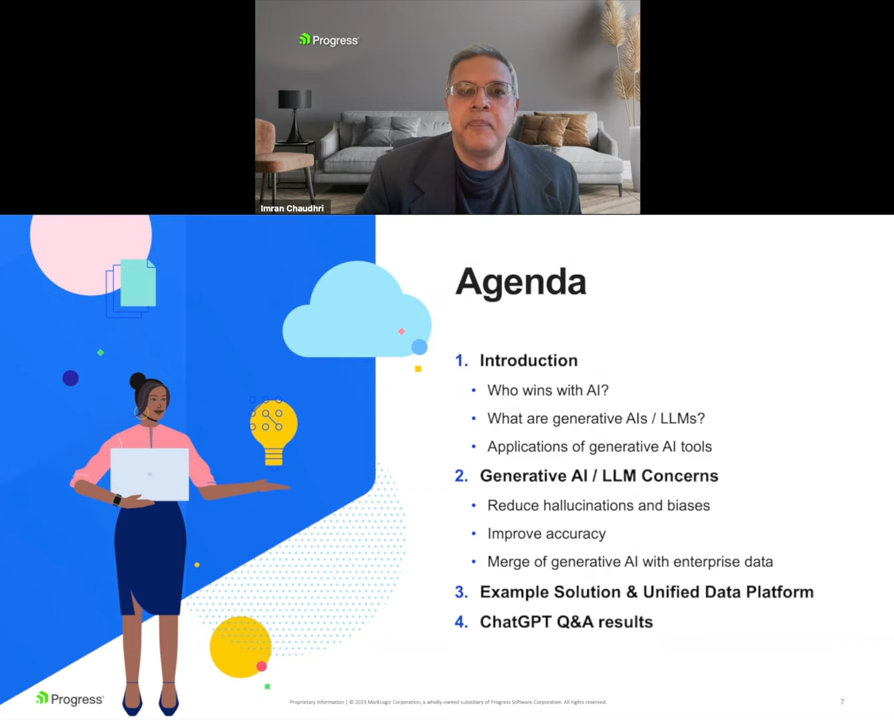 Progress
Imran Chaudhri
Agenda
1. Introduction
• Who wins with AI?
• What are generative AIs / LLMs?
• Applications of generative AI tools
2. Generative AI / LLM Concerns
• Reduce hallucinations and biases
• Improve accuracy
• Merge of generative AI with enterprise data
3. Example Solution & Unified Data Platform
4. ChatGPT Q&A results
Progress
Proprietary Information | © 2023 MarkLogic Corporation, a wholly owned subsidiary of Progress Software Corporation. All rights reserved.
7